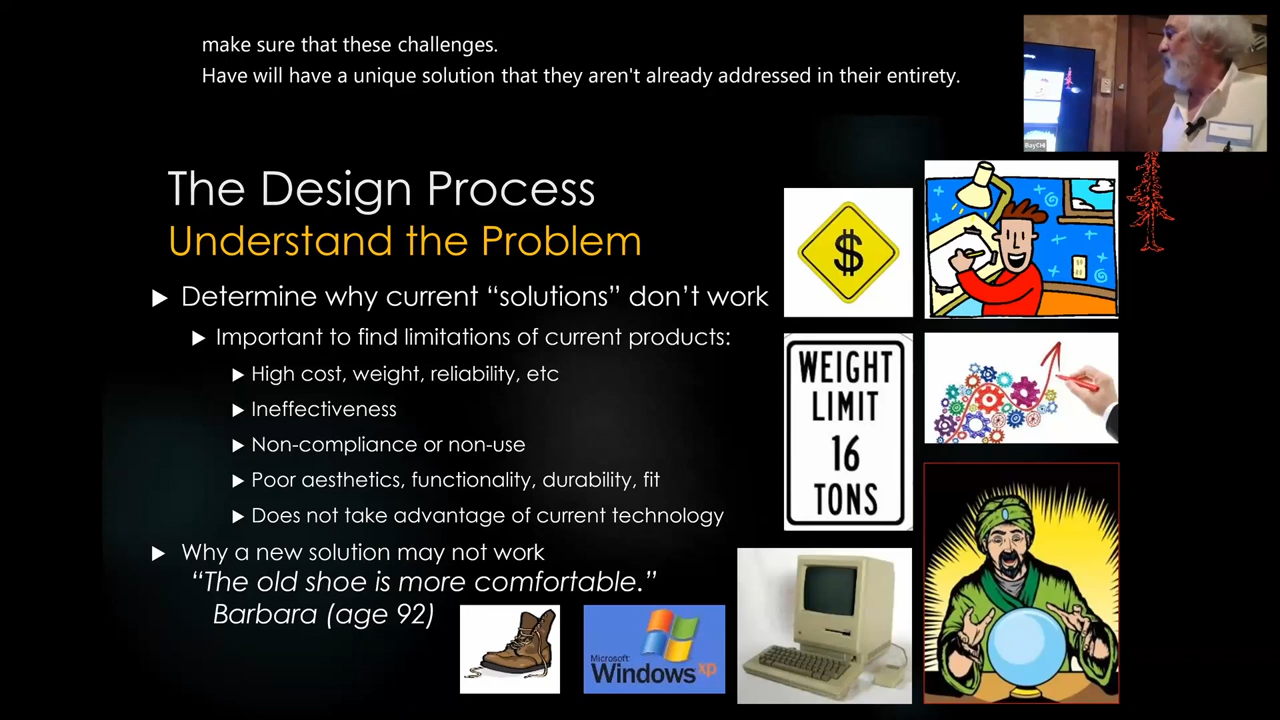 make sure that these challenges.
Have will have a unique solution that they aren't already addressed in their entirety.
BayCHI
The Design Process
Understand the Problem
Determine why current “solutions” don’t work
Important to find limitations of current products:
High cost, weight, reliability, etc
Ineffectiveness
Non-compliance or non-use
Poor aesthetics, functionality, durability, fit
Does not take advantage of current technology
Why a new solution may not work
“The old shoe is more comfortable.”
Barbara (age 92)
$
WEIGHT
LIMIT
16
TONS
Microsoft
Windows xp